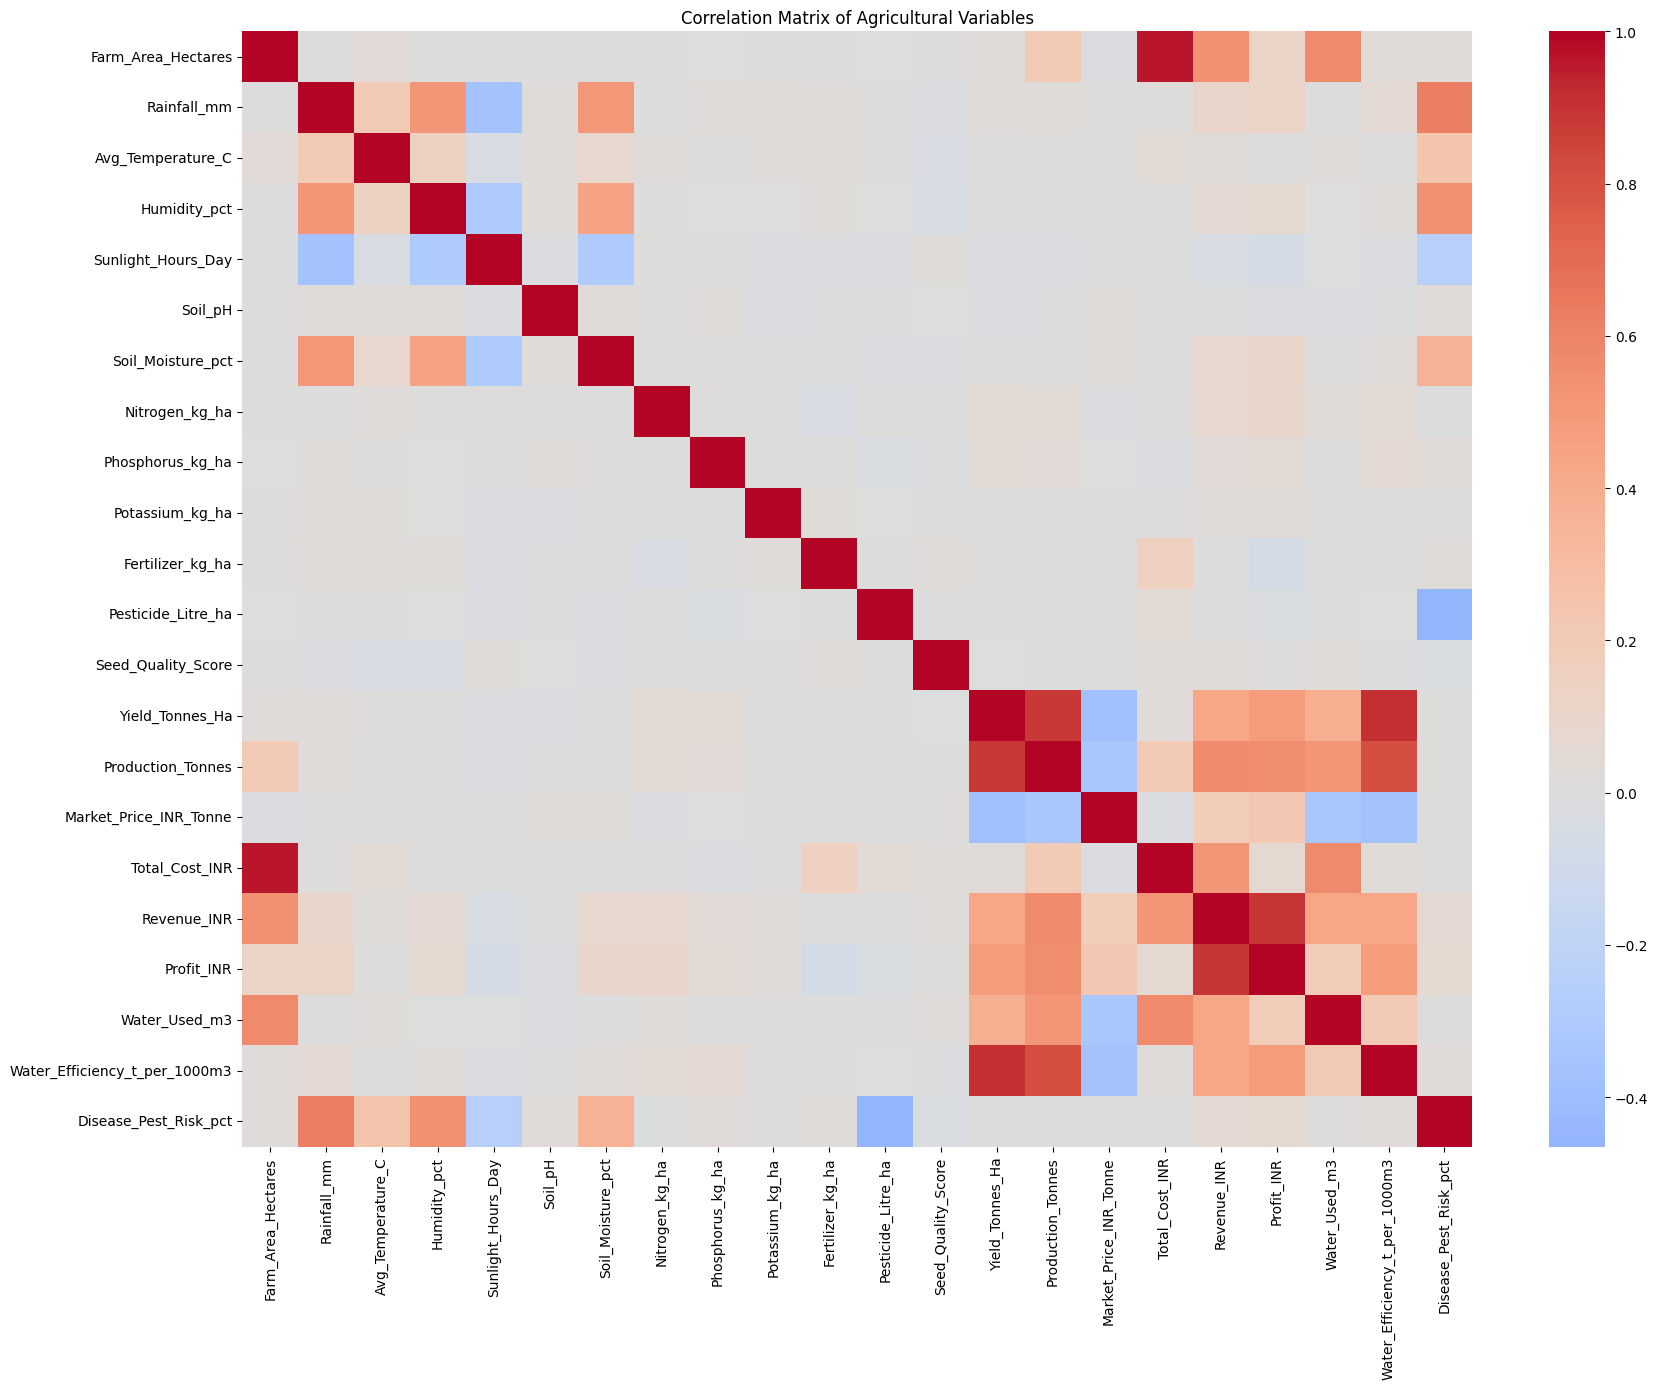 Correlation Matrix of Agricultural Variables
Farm_Area_Hectares
Rainfall_mm
Avg_Temperature_C
Humidity_pct
Sunlight_Hours_Day
Soil_pH
Soil_Moisture_pct
Nitrogen_kg_ha
Phosphorus_kg_ha
Potassium_kg_ha
Fertilizer_kg_ha
Pesticide_Litre_ha
Seed_Quality_Score
Yield_Tonnes_Ha
Production_Tonnes
Market_Price_INR_Tonne
Total_Cost_INR
Revenue_INR
Profit_INR
Water_Used_m3
Water_Efficiency_t_per_1000m3
Disease_Pest_Risk_pct
Farm_Area_Hectares
Rainfall_mm
Avg_Temperature_C
Humidity_pct
Sunlight_Hours_Day
Soil_pH
Soil_Moisture_pct
Nitrogen_kg_ha
Phosphorus_kg_ha
Potassium_kg_ha
Fertilizer_kg_ha
Pesticide_Litre_ha
Seed_Quality_Score
Yield_Tonnes_Ha
Production_Tonnes
Market_Price_INR_Tonne
Total_Cost_INR
Revenue_INR
Profit_INR
Water_Used_m3
Water_Efficiency_t_per_1000m3
Disease_Pest_Risk_pct
1.0
0.8
0.6
0.4
0.2
0.0
−0.2
−0.4